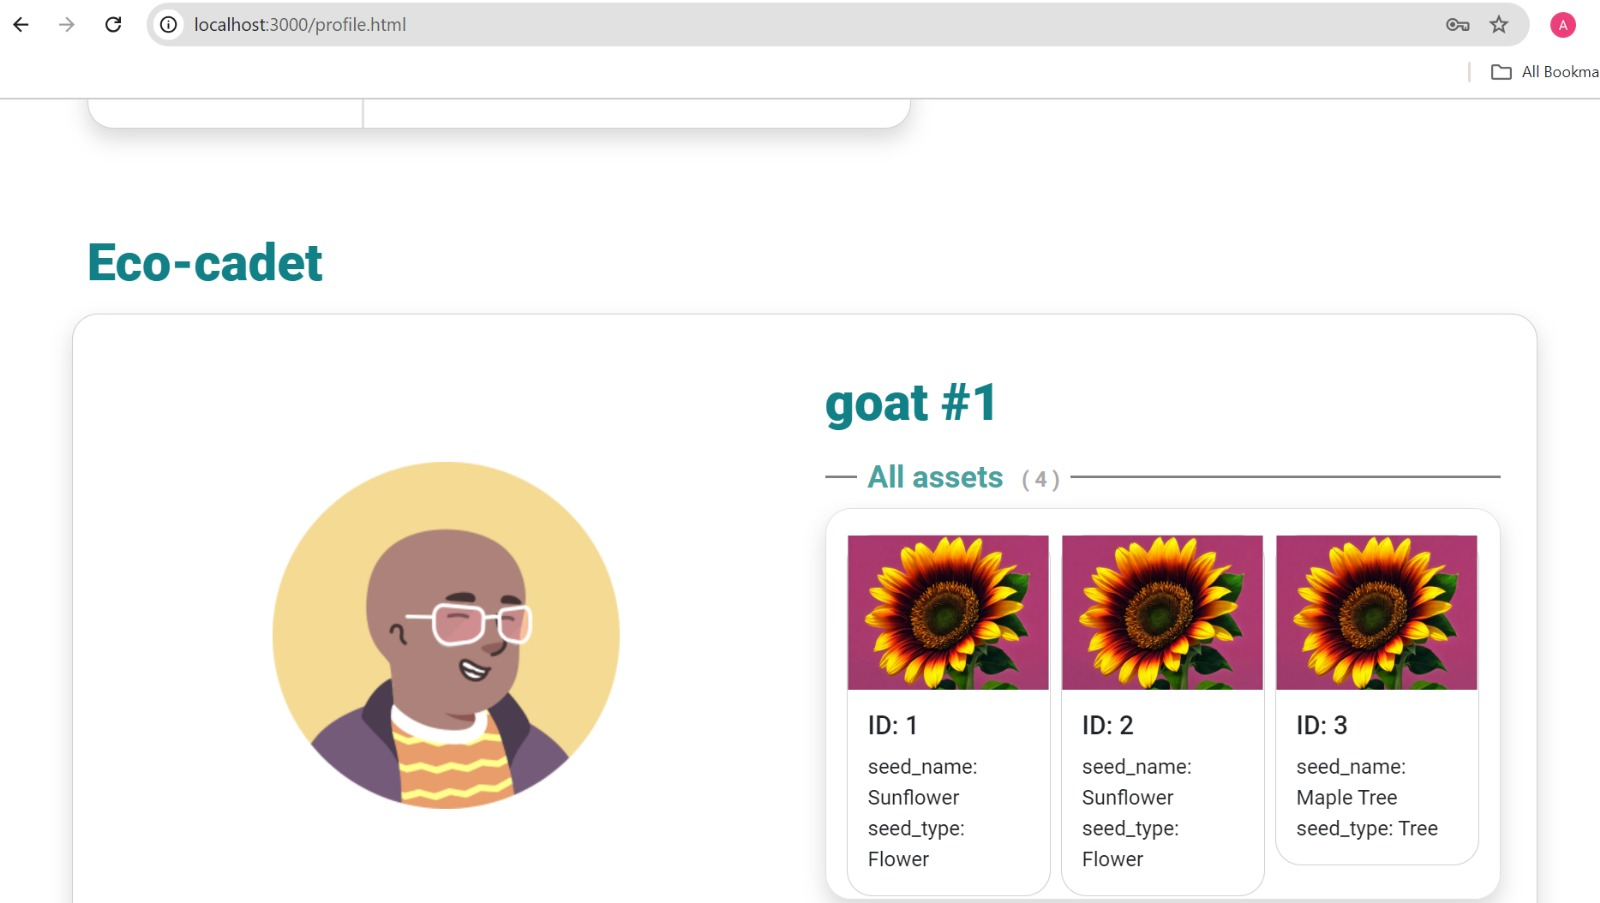 localhost:3000/profile.html
A
All Bookma
Eco-cadet
goat #1
All assets (4)
ID: 1
seed_name:
Sunflower
seed_type:
Flower
ID: 2
seed_name:
Sunflower
seed_type:
Flower
ID: 3
seed_name:
Maple Tree
seed_type: Tree